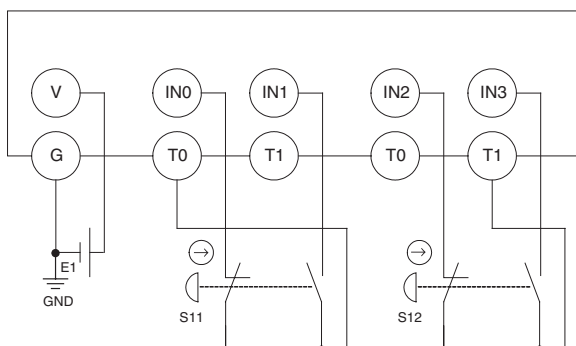 V IN0 IN1 IN2 IN3
G T0 T1 T0 T1
E1
GND
S11 S12